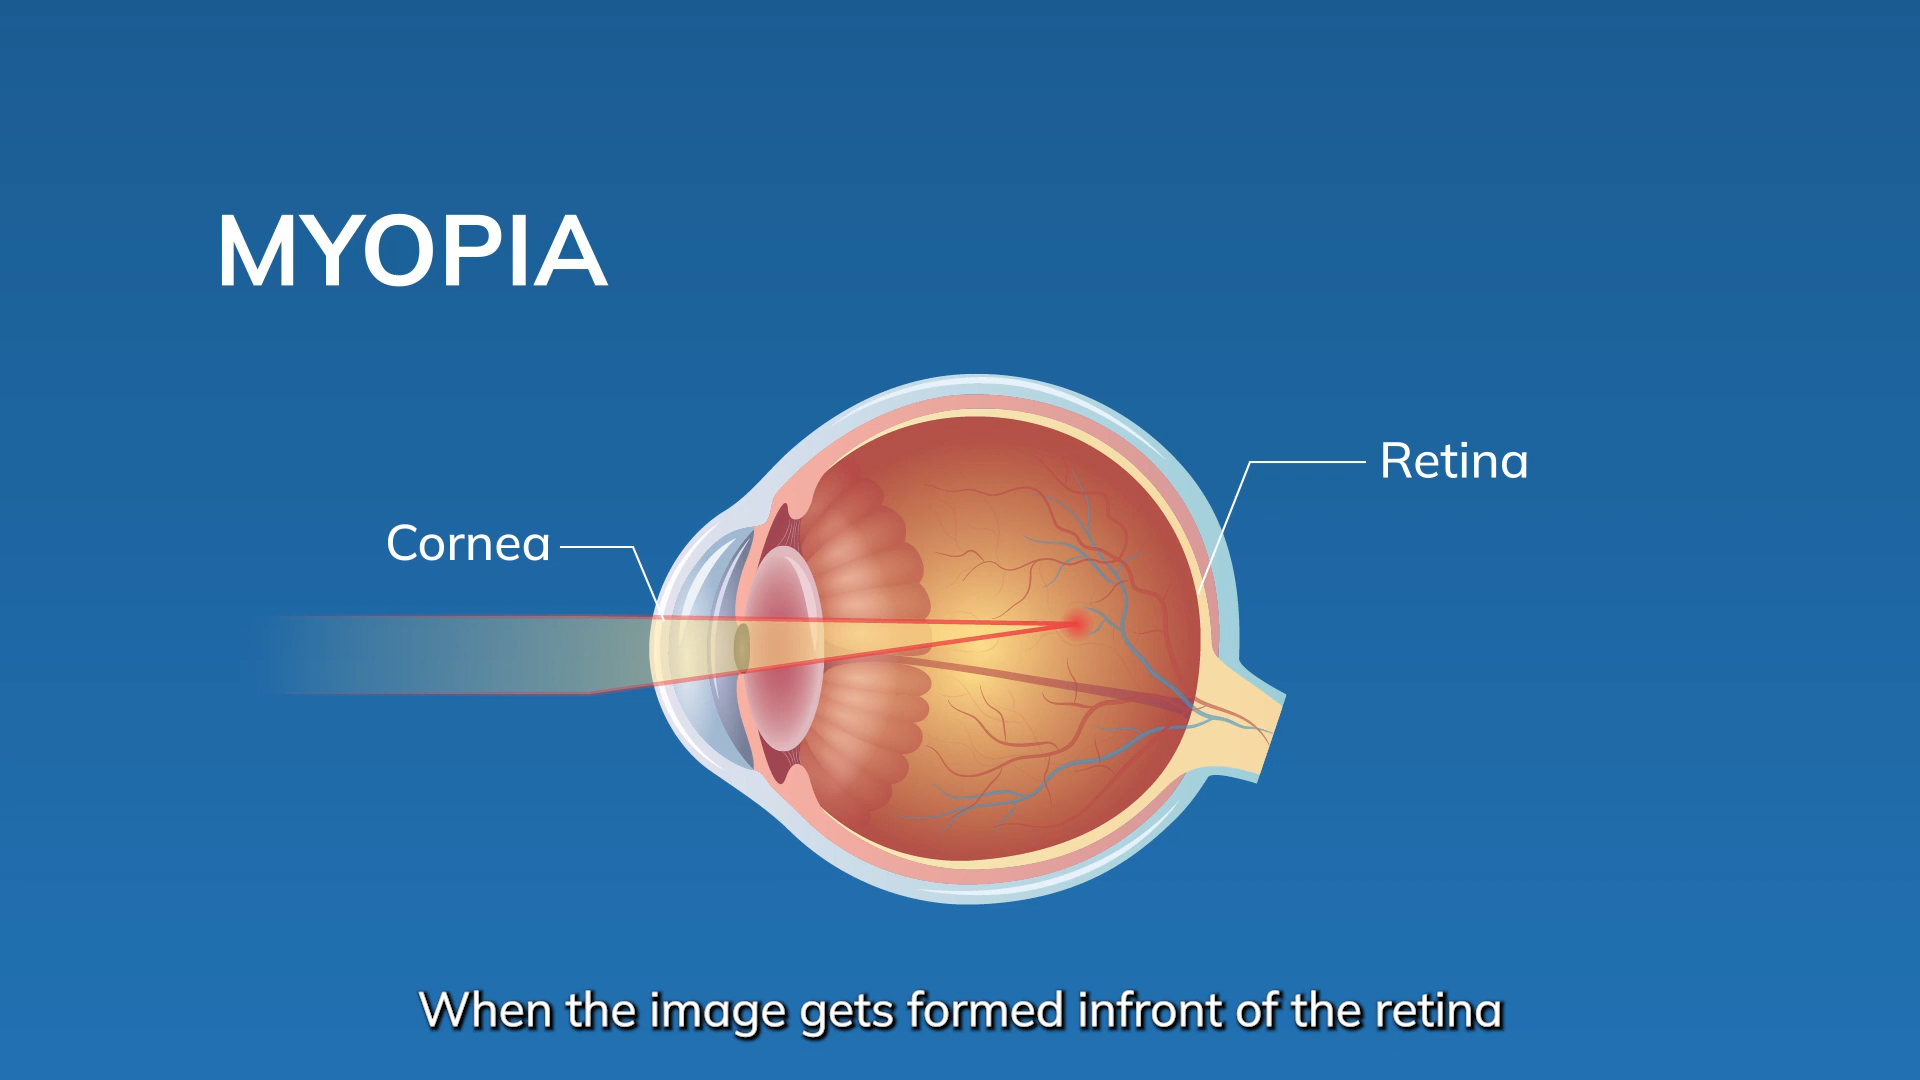 MYOPIA
Retina
Cornea
When the image gets formed infront of the retina